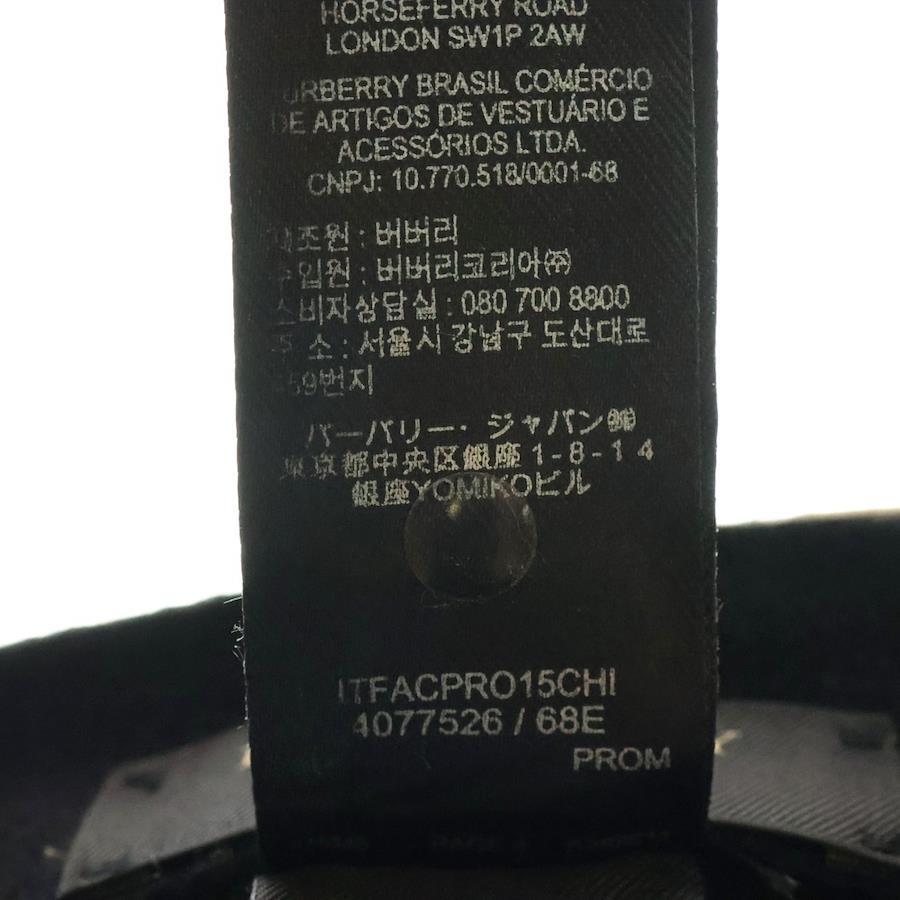 HORSEFERRY ROAD
LONDON SW1P 2AW
URBERRY BRASIL COMÉRCIO
DE ARTIGOS DE VESTUÁRIO E
ACESSÓRIOS LTDA.
CNPJ: 10.770.518/0001-68
제조원 : 버버리
수입원 : 버버리코리아㈜
소비자상담실 : 080 700 8800
주 소 : 서울시 강남구 도산대로
59번지
バーバリー・ジャパン㈱
東京都中央区銀座1-8-14
銀座YOMIKOビル
ITFACPRO15CHI
4077526 / 68E
PROM